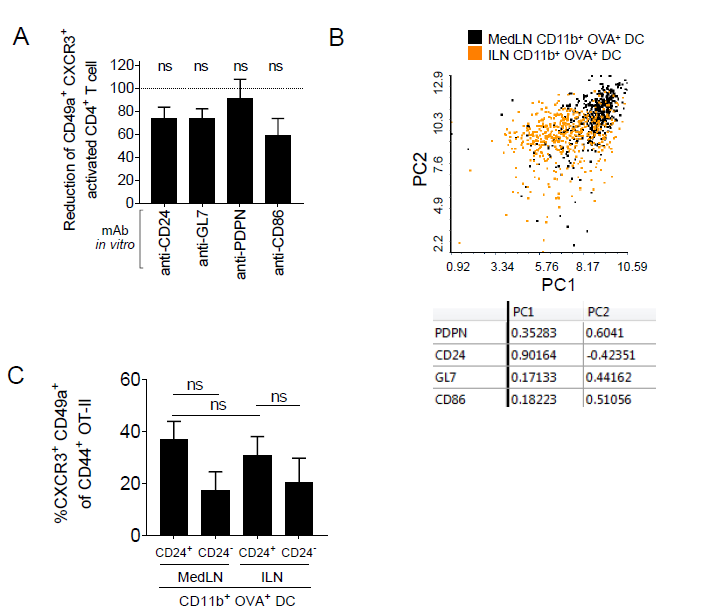 A
Reduction of CD49a+ CXCR3+
activated CD4+ T cell
120
100
80
60
40
20
0
ns ns ns ns
mAb
in vitro
anti-CD24
anti-GL7
anti-PDPN
anti-CD86
B
MedLN CD11b+ OVA+ DC
ILN CD11b+ OVA+ DC
PC2
12.9
10.3
7.6
4.9
2.2
0.92 3.34 5.76 8.17 10.59
PC1
PC1 PC2
PDPN 0.35283 0.6041
CD24 0.90164 -0.42351
GL7 0.17133 0.44162
CD86 0.18223 0.51056
C
%CXCR3+ CD49a+
of CD44+ OT-II
60
40
20
0
ns
ns
ns
CD24+ CD24- CD24+ CD24-
MedLN ILN
CD11b+ OVA+ DC